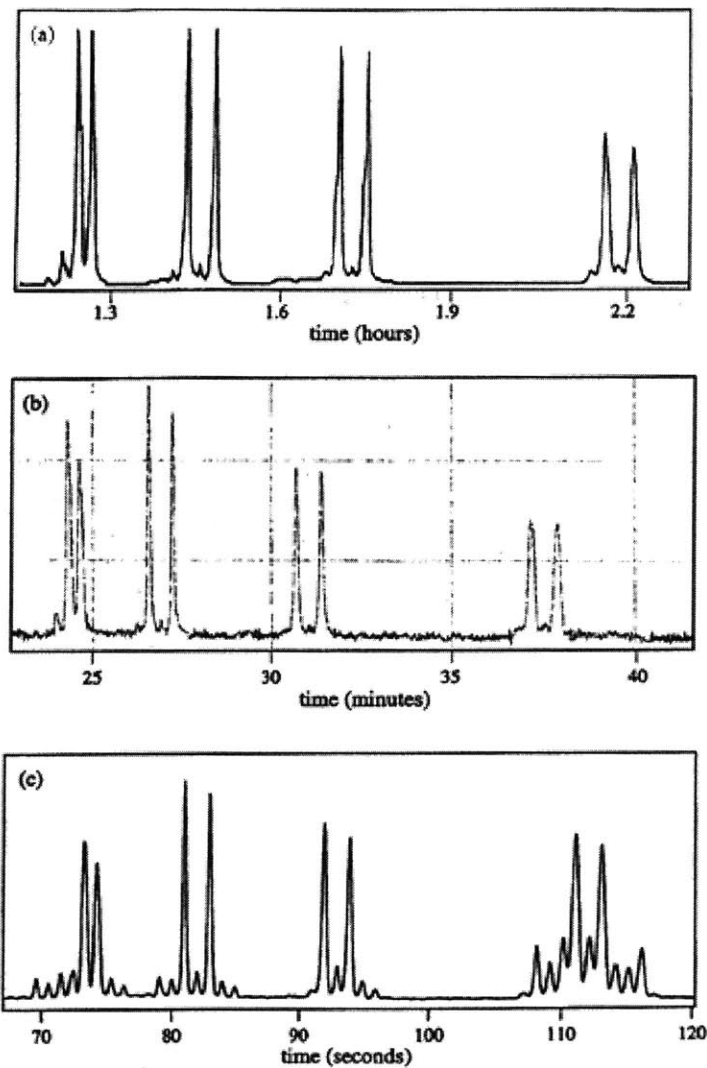 (a)
1.3 1.6 1.9 2.2
time (hours)
(b)
25 30 35 40
time (minutes)
(c)
70 80 90 100 110 120
time (seconds)